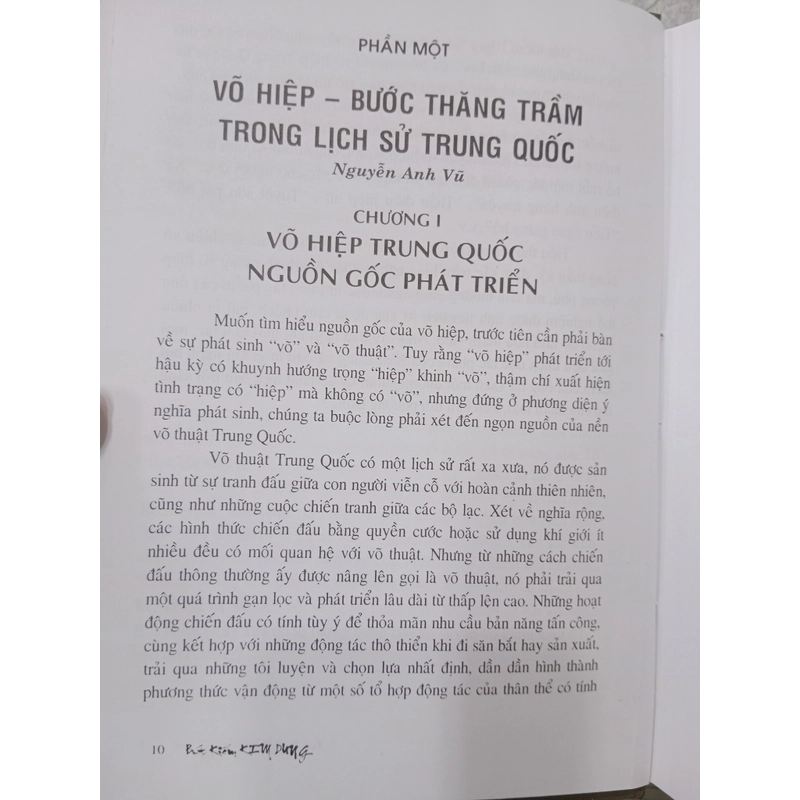 PHẦN MỘT
VÕ HIỆP – BƯỚC THĂNG TRẦM
TRONG LỊCH SỬ TRUNG QUỐC
Nguyễn Anh Vũ
CHƯƠNG I
VÕ HIỆP TRUNG QUỐC
NGUỒN GỐC PHÁT TRIỂN
Muốn tìm hiểu nguồn gốc của võ hiệp, trước tiên cần phải bàn
về sự phát sinh “võ” và “võ thuật”. Tuy rằng “võ hiệp” phát triển tới
hậu kỳ có khuynh hướng trọng “hiệp” khinh “võ”, thậm chí xuất hiện
tình trạng có “hiệp” mà không có “võ”, nhưng đứng ở phương diện ý
nghĩa phát sinh, chúng ta buộc lòng phải xét đến ngọn nguồn của nền
võ thuật Trung Quốc.
Võ thuật Trung Quốc có một lịch sử rất xa xưa, nó được sản
sinh từ sự tranh đấu giữa con người viễn cổ với hoàn cảnh thiên nhiên,
cũng như những cuộc chiến tranh giữa các bộ lạc. Xét về nghĩa rộng,
các hình thức chiến đấu bằng quyền cước hoặc sử dụng khí giới ít
nhiều đều có mối quan hệ với võ thuật. Nhưng từ những cách chiến
đấu thông thường ấy được nâng lên gọi là võ thuật, nó phải trải qua
một quá trình gạn lọc và phát triển lâu dài từ thấp lên cao. Những hoạt
động chiến đấu có tính tùy ý để thỏa mãn nhu cầu bản năng tấn công,
cùng kết hợp với những động tác thô thiển khi đi săn bắt hay sản xuất,
trải qua những tôi luyện và chọn lựa nhất định, dần dần hình thành
phương thức vận động từ một số tổ hợp động tác của thân thể có tính
10 KIM DUNG